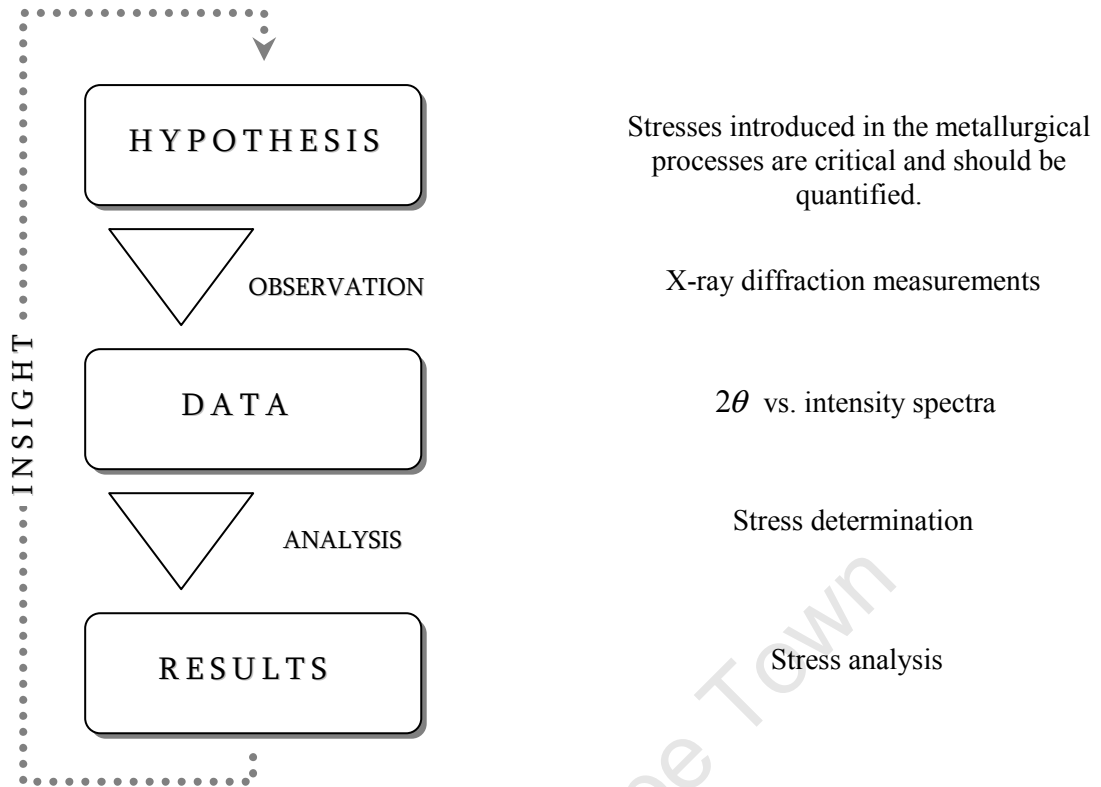 HYPOTHESIS
Stresses introduced in the metallurgical
processes are critical and should be
quantified.
OBSERVATION
X-ray diffraction measurements
INSIGHT
DATA
2θ vs. intensity spectra
ANALYSIS
Stress determination
RESULTS
Stress analysis
Town